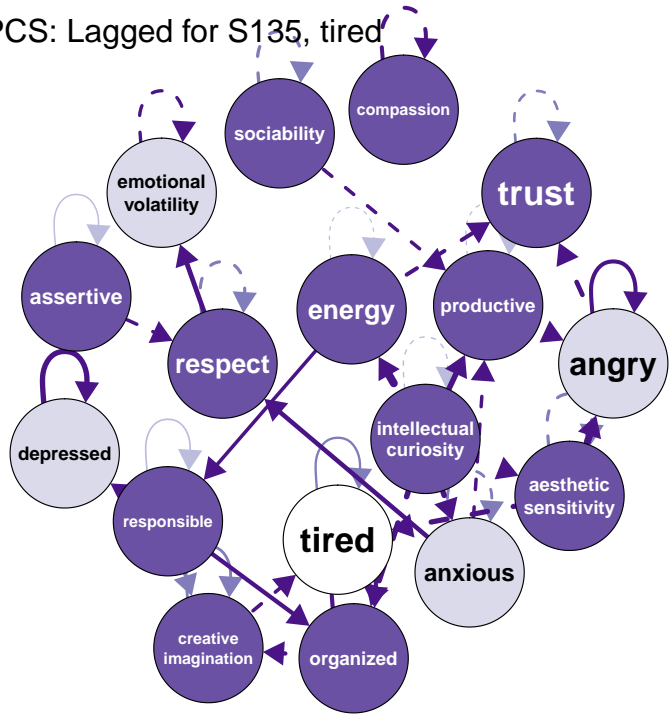 PCS: Lagged for S135, tired
compassion
sociability
emotional
volatility
trust
assertive
energy
productive
respect
angry
intellectual
curiosity
depressed
aesthetic
sensitivity
responsible
tired
anxious
creative
imagination
organized